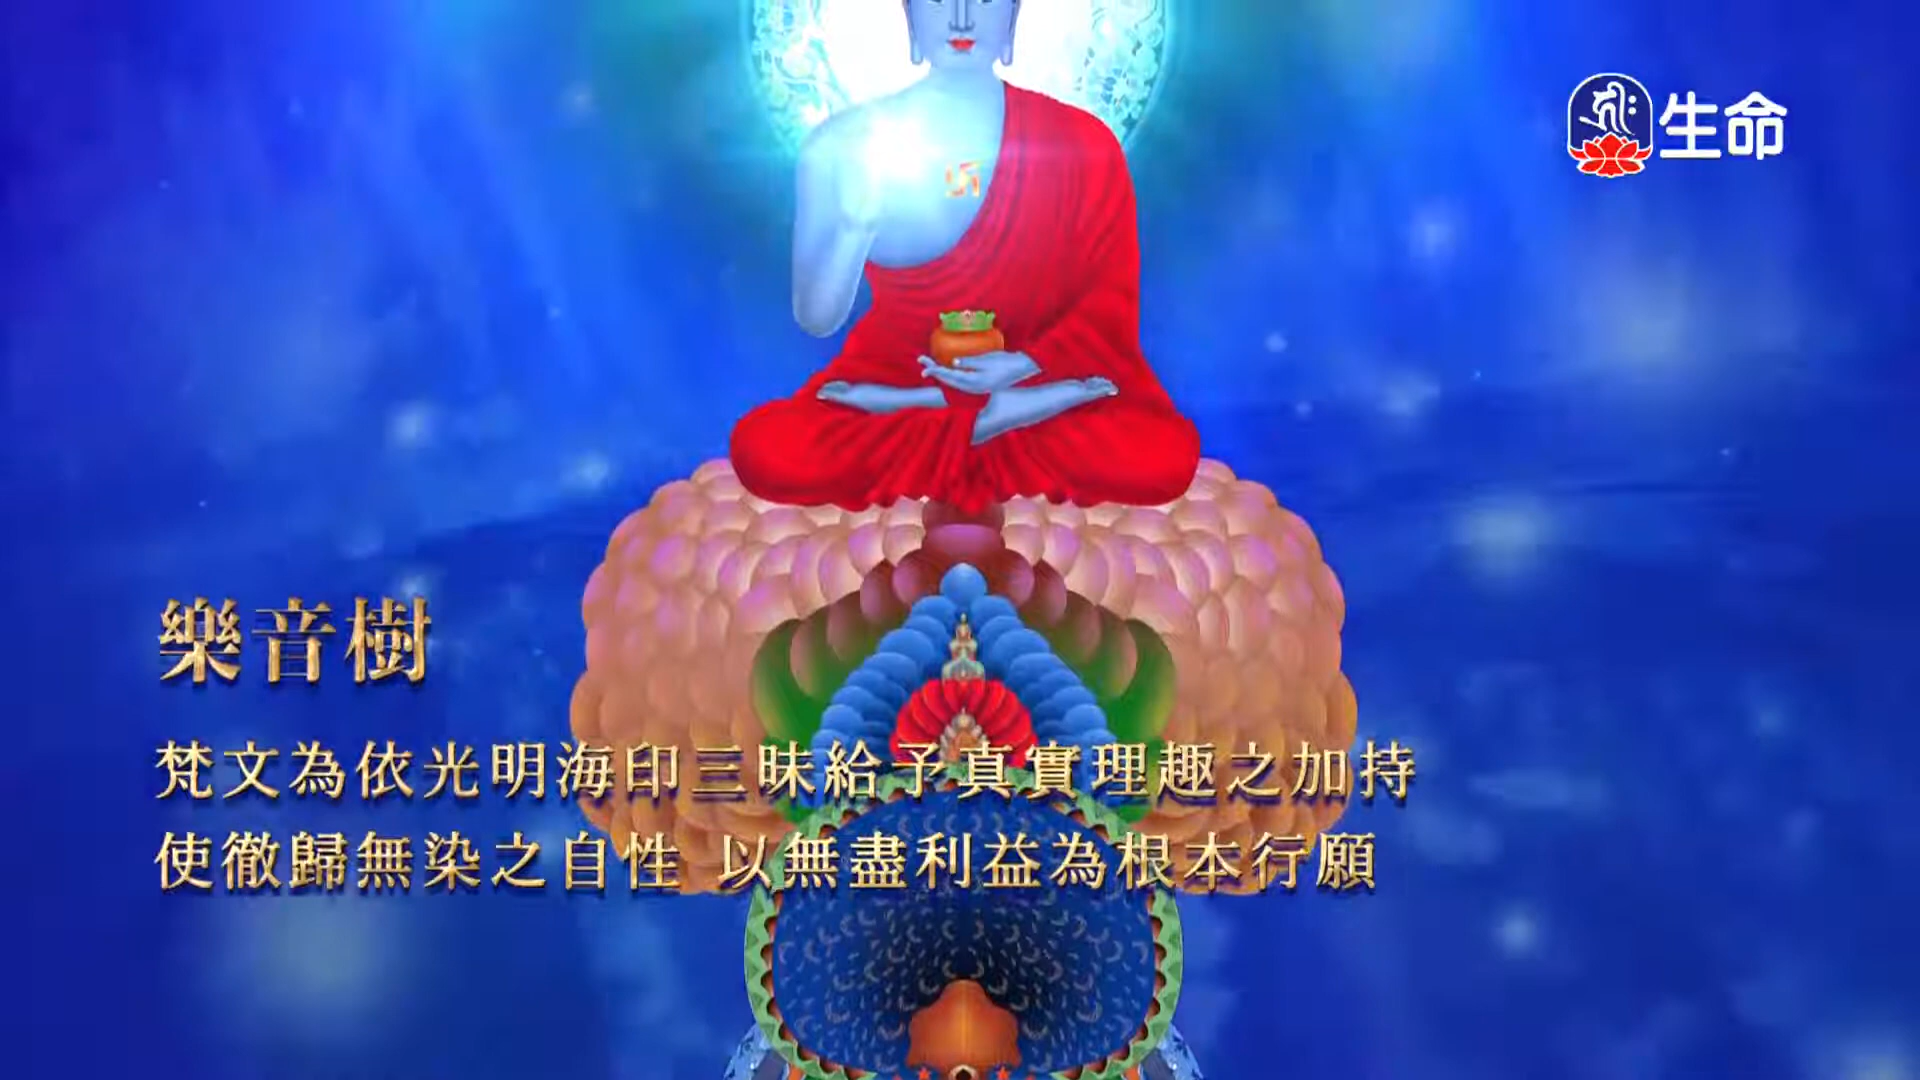 生命
樂音樹
梵文為依光明海印三昧給予真實理趣之加持
使徹歸無染之自性 以無盡利益為根本行願